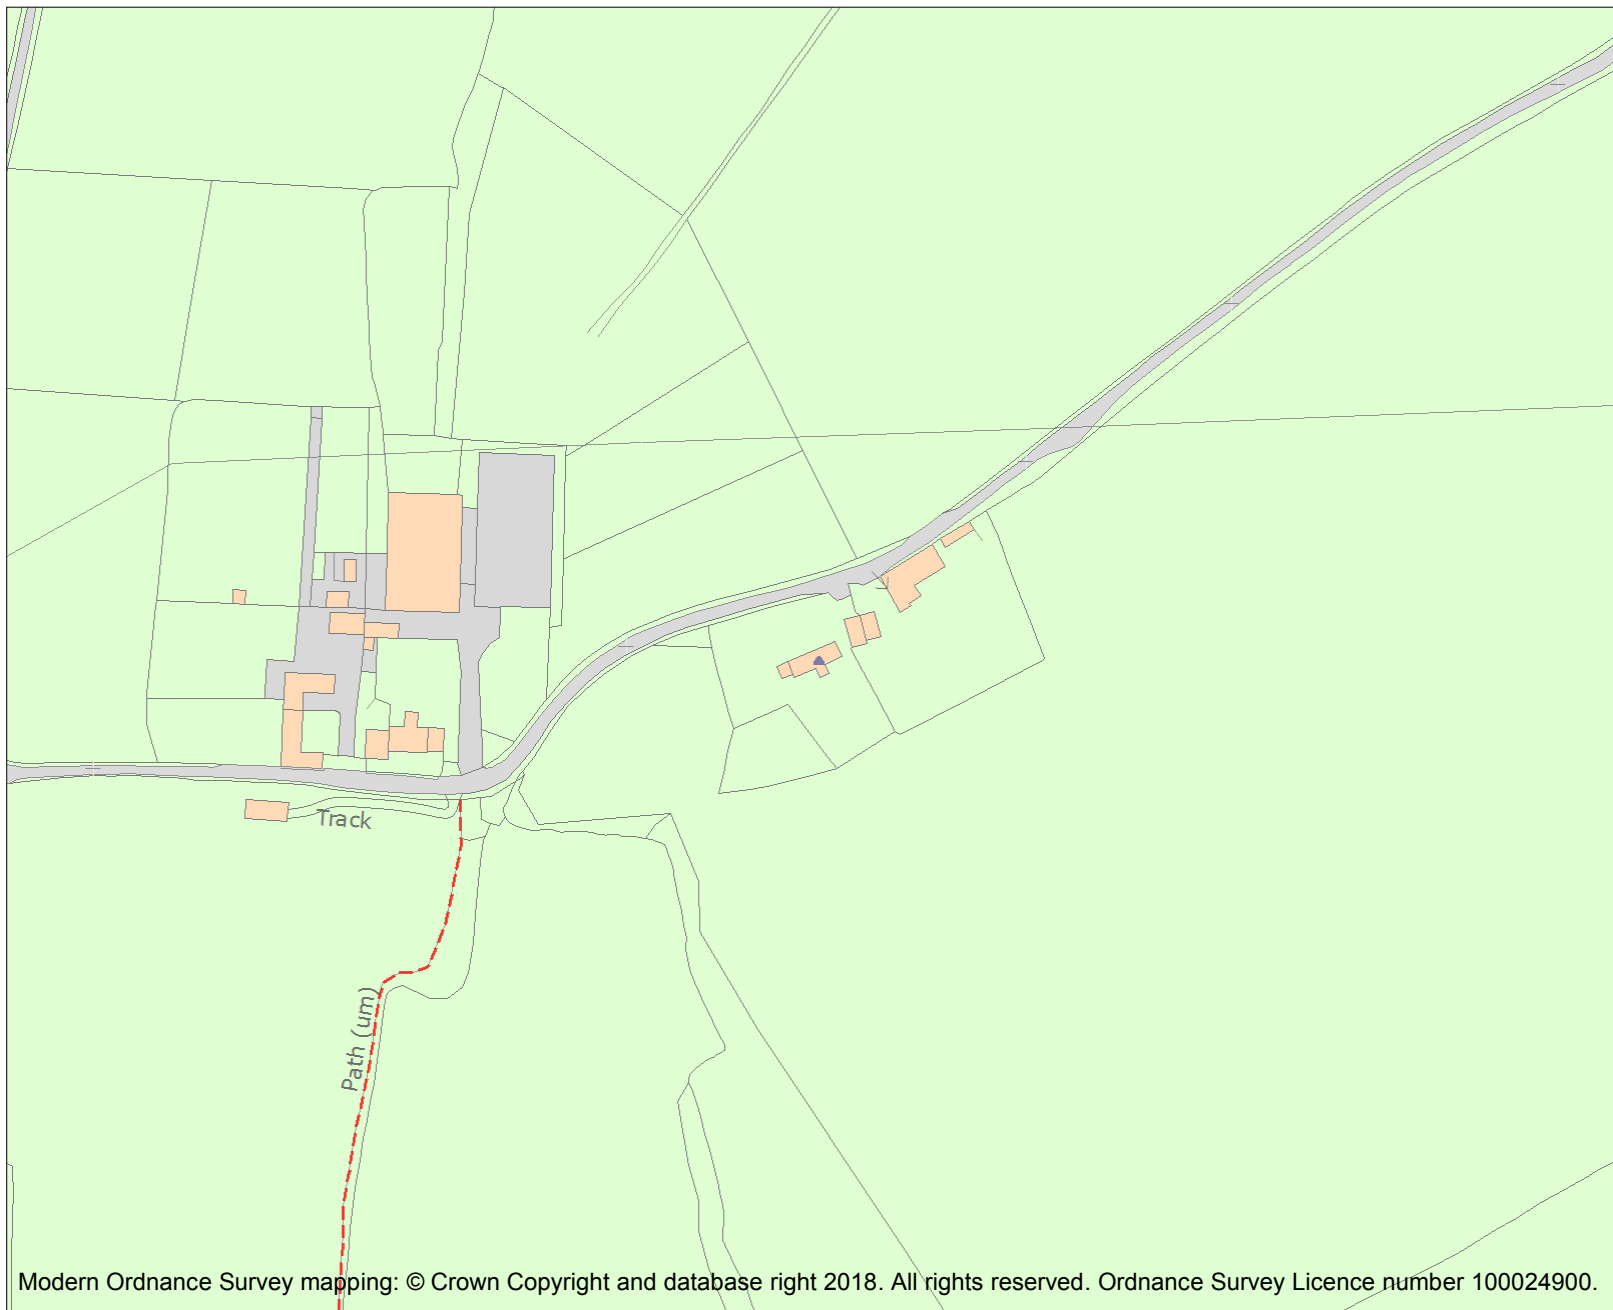 Track
Path (um)
Modern Ordnance Survey mapping: © Crown Copyright and database right 2018. All rights reserved. Ordnance Survey Licence number 100024900.